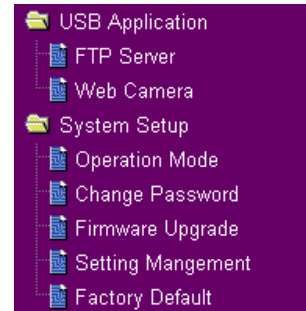 USB Application
FTP Server
Web Camera
System Setup
Operation Mode
Change Password
Firmware Upgrade
Setting Mangement
Factory Default